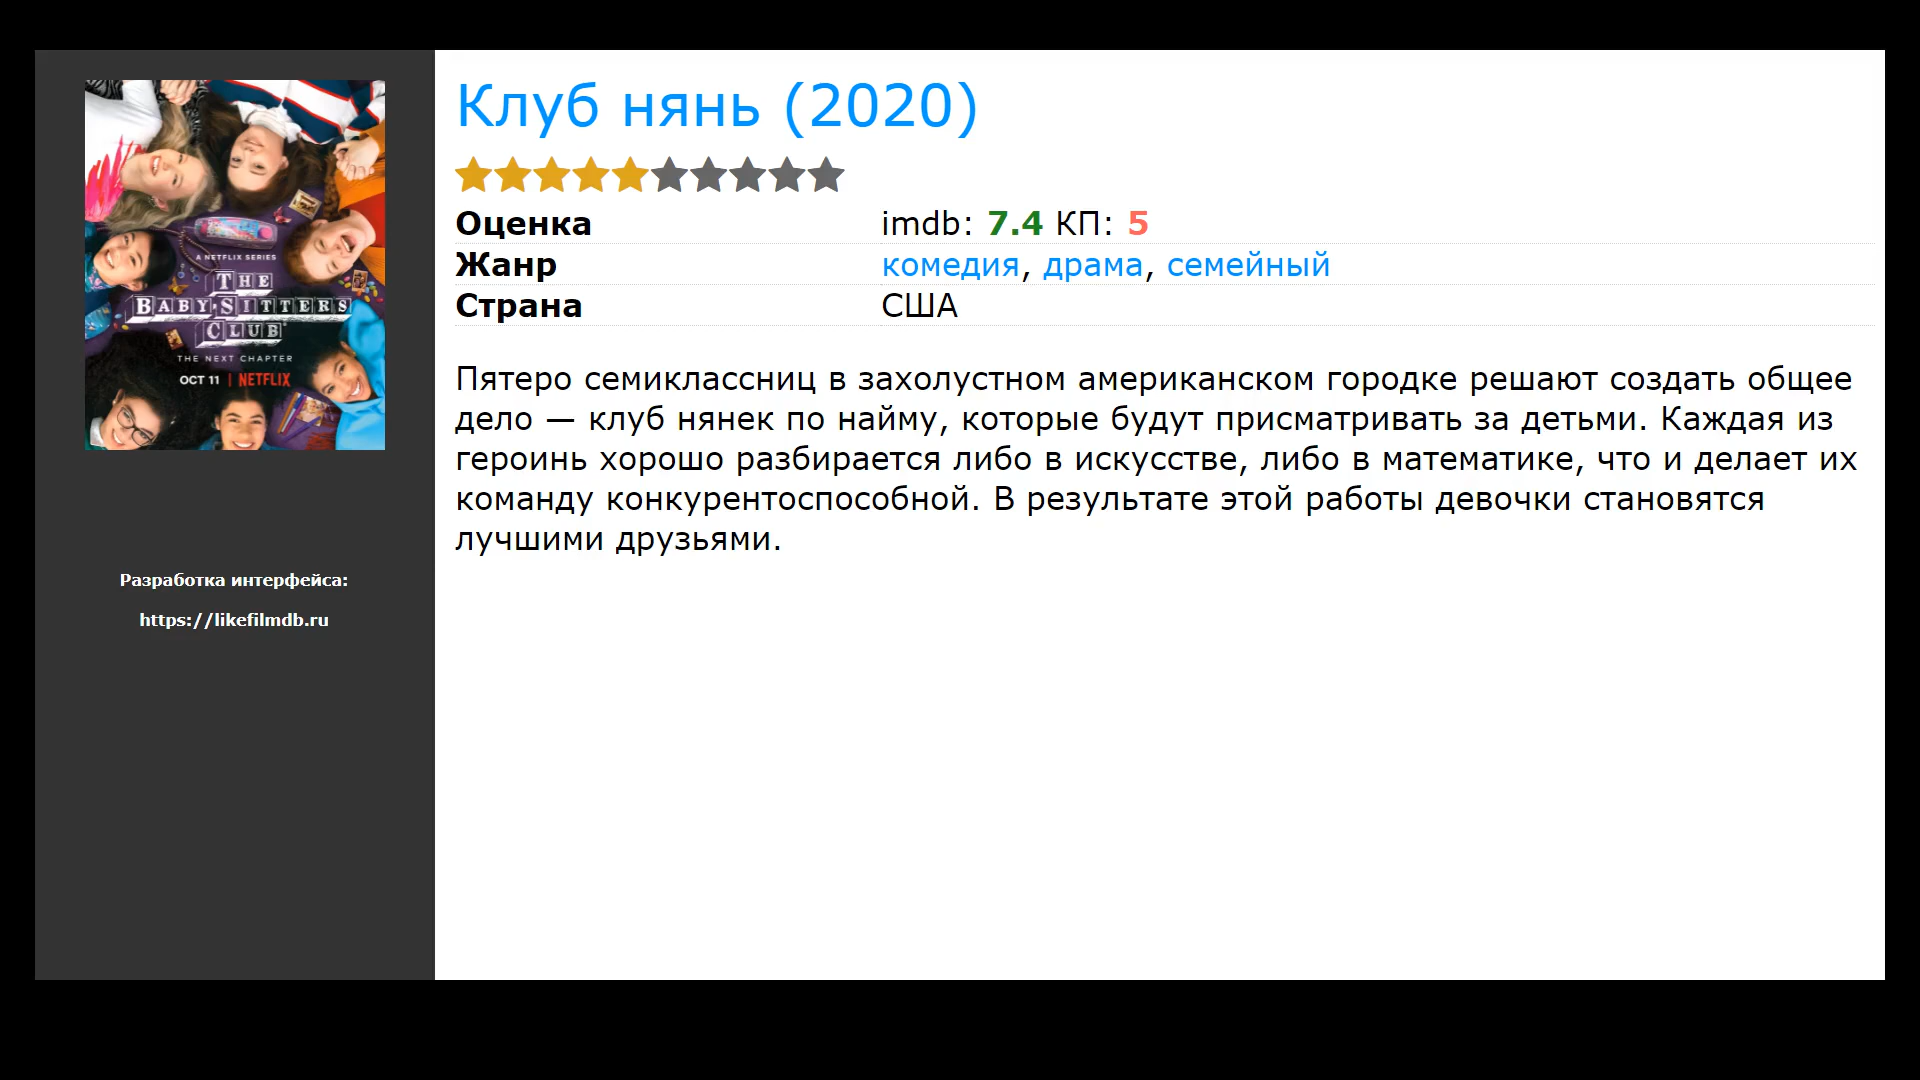 Клуб нянь (2020)
Оценка imdb: 7.4 КП: 5
Жанр комедия, драма, семейный
Страна США
Пятеро семиклассниц в захолустном американском городке решают создать общее
дело — клуб нянек по найму, которые будут присматривать за детьми. Каждая из
героинь хорошо разбирается либо в искусстве, либо в математике, что и делает их
команду конкурентоспособной. В результате этой работы девочки становятся
лучшими друзьями.
A NETFLIX SERIES
THE
BABY-SITTERS
CLUB
THE NEXT CHAPTER
OCT 11 | NETFLIX
Разработка интерфейса:
https://likefilmdb.ru